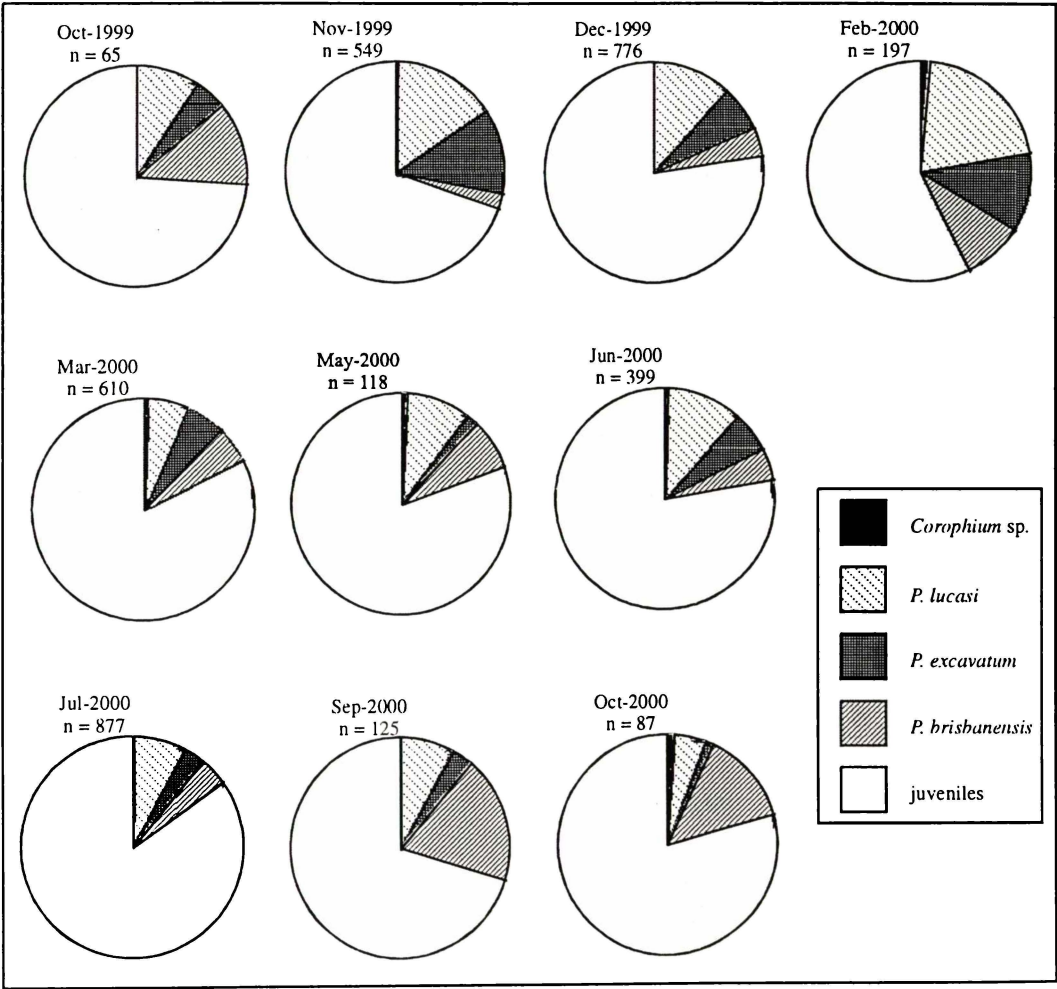 Oct-1999
n = 65
Nov-1999
n = 549
Dec-1999
n = 776
Feb-2000
n = 197
Mar-2000
n = 610
May-2000
n = 118
Jun-2000
n = 399
Jul-2000
n = 877
Sep-2000
n = 125
Oct-2000
n = 87
Corophium sp.
P. lucasi
P. excavatum
P. brisbanensis
juveniles